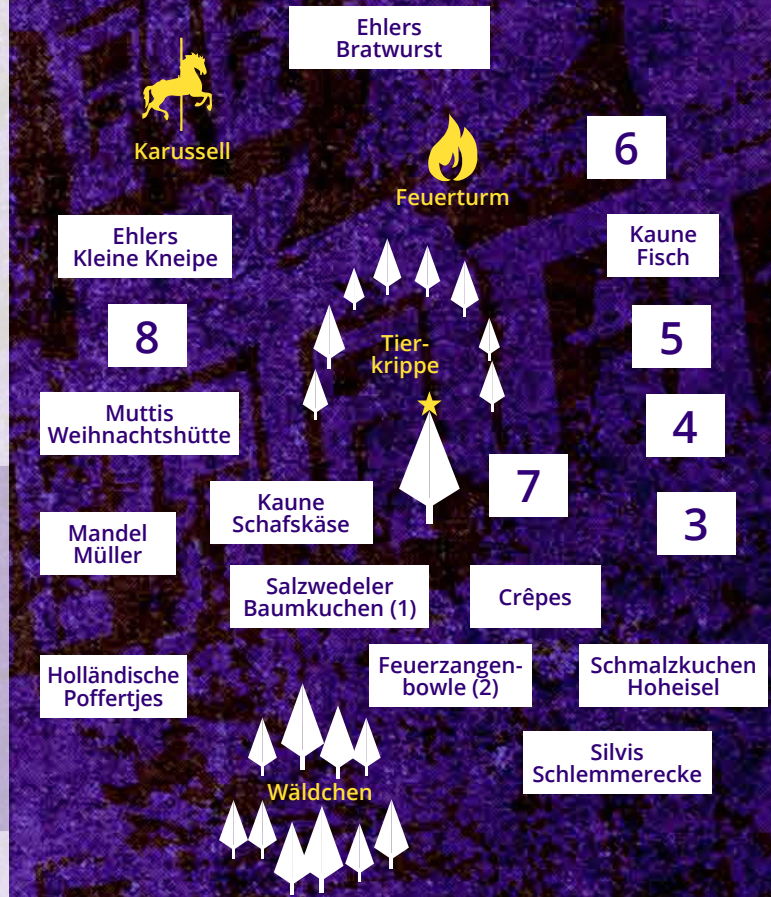 Ehlers
Bratwurst
Karussell
Feuerturm
6
Ehlers
Kleine Kneipe
Kaune
Fisch
8
Tier-
krippe
5
Muttis
Weihnachtshütte
4
7
Kaune
Schafskäse
3
Mandel
Müller
Salzwedeler
Baumkuchen (1)
Crêpes
Holländische
Poffertjes
Feuerzangen-
bowle (2)
Schmalzkuchen
Hoheisel
Silvis
Schlemmerecke
Wäldchen